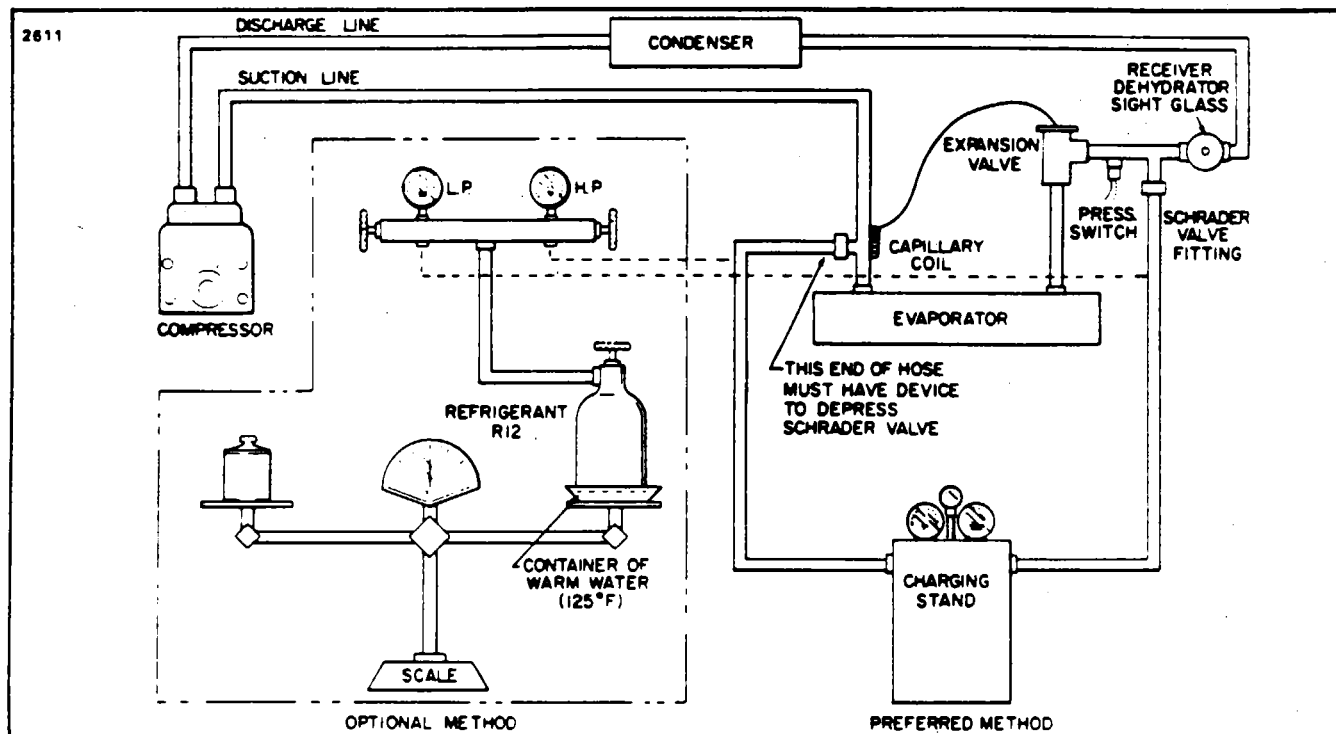 2611
DISCHARGE LINE
CONDENSER
SUCTION LINE
RECEIVER
DEHYDRATOR
SIGHT GLASS
EXPANSION
VALVE
L.P.
H.P.
PRESS.
SWITCH
SCHRADER
VALVE
FITTING
CAPILLARY
COIL
COMPRESSOR
EVAPORATOR
THIS END OF HOSE
MUST HAVE DEVICE
TO DEPRESS
SCHRADER VALVE
REFRIGERANT
R12
CONTAINER OF
WARM WATER
(125°F)
CHARGING
STAND
SCALE
OPTIONAL METHOD
PREFERRED METHOD